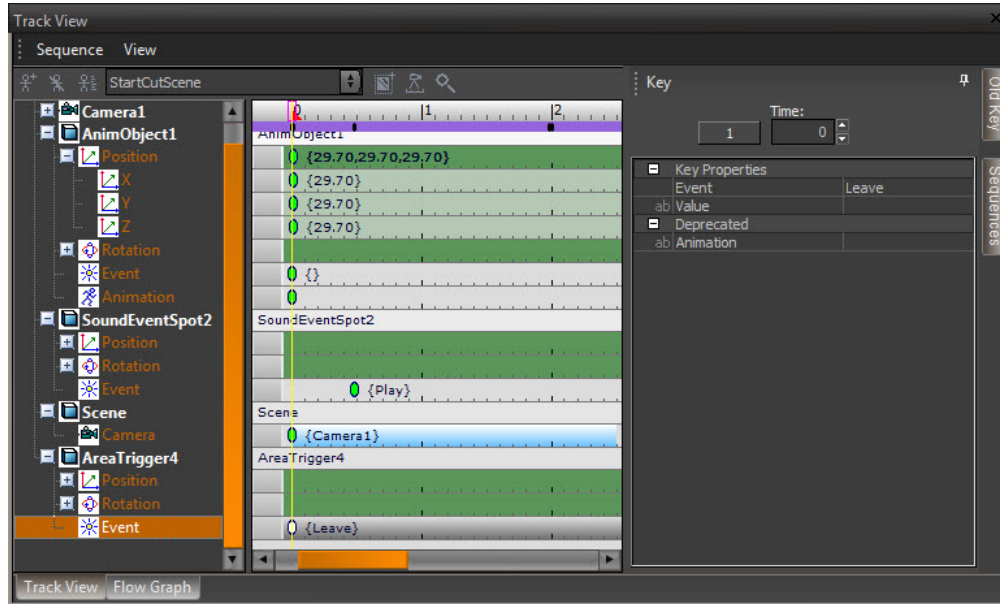 Track View
Sequence View
StartCutScene
Camera1
AnimObject1
Position
X
Y
Z
Rotation
Event
Animation
SoundEventSpot2
Position
Rotation
Event
Scene
Camera
AreaTrigger4
Position
Rotation
Event
0 1 2
AnimObject1
{29.70,29.70,29.70}
{29.70}
{29.70}
{29.70}
{}
SoundEventSpot2
{Play}
Scene
{Camera1}
AreaTrigger4
{Leave}
Key
Time:
1 0
Key Properties
Event Leave
ab Value
Deprecated
ab Animation
Old Key
Sequences
Track View Flow Graph